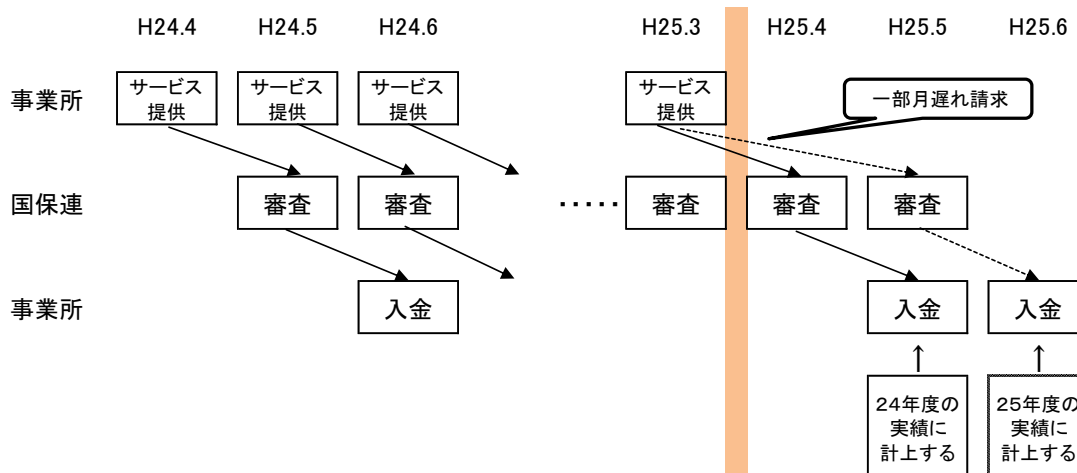 H24.4 H24.5 H24.6 H25.3 H25.4 H25.5 H25.6
事業所
サービス
提供
サービス
提供
サービス
提供
サービス
提供
一部月遅れ請求
国保連
審査
審査
・・・・・
審査
審査
審査
事業所
入金
入金
入金
↑
↑
24年度の
実績に
計上する
25年度の
実績に
計上する